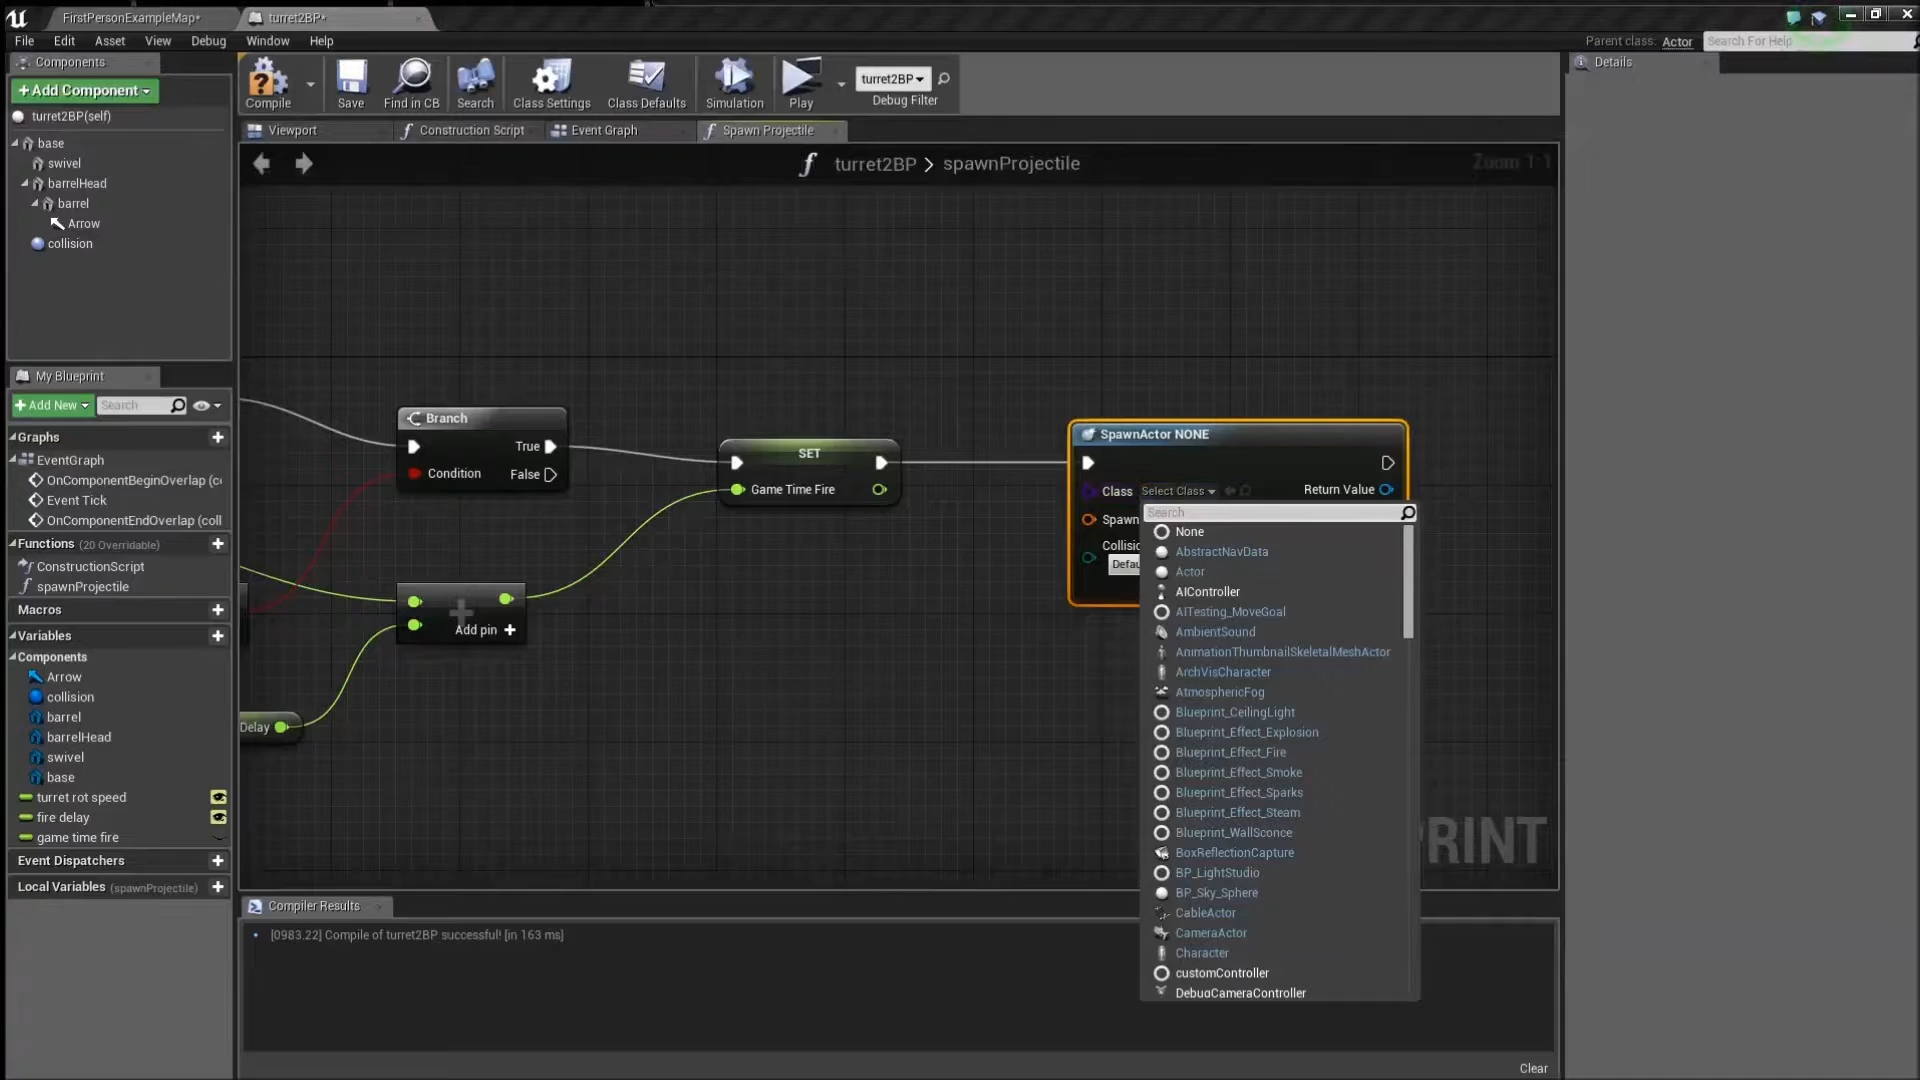 FirstPersonExampleMap*
turret2BP*
File Edit Asset View Debug Window Help
Parent class: Actor Search For Help
Components
Details
+Add Component
Compile Save Find in CB Search Class Settings Class Defaults Simulation Play
turret2BP
Debug Filter
turret2BP(self)
base
swivel
barrelHead
barrel
Arrow
collision
Viewport Construction Script Event Graph Spawn Projectile
turret2BP > spawnProjectile
Zoom 1:1
My Blueprint
+Add New Search
Graphs
EventGraph
OnComponentBeginOverlap (c
Event Tick
OnComponentEndOverlap (coll
Functions (20 Overridable)
ConstructionScript
spawnProjectile
Macros
Variables
Components
Arrow
collision
barrel
barrelHead
swivel
base
turret rot speed
fire delay
game time fire
Event Dispatchers
Local Variables (spawnProjectile)
Branch
True
Condition False
Add pin +
Delay
SET
Game Time Fire
SpawnActor NONE
Class Select Class Return Value
Spawn
Collisio
Defau
Search
None
AbstractNavData
Actor
AIController
AITesting_MoveGoal
AmbientSound
AnimationThumbnailSkeletalMeshActor
ArchVisCharacter
AtmosphericFog
Blueprint_CeilingLight
Blueprint_Effect_Explosion
Blueprint_Effect_Fire
Blueprint_Effect_Smoke
Blueprint_Effect_Sparks
Blueprint_Effect_Steam
Blueprint_WallSconce
BoxReflectionCapture
BP_LightStudio
BP_Sky_Sphere
CableActor
CameraActor
Character
customController
DebugCameraController
PRINT
Compiler Results
[0983.22] Compile of turret2BP successful! [in 163 ms]
Clear